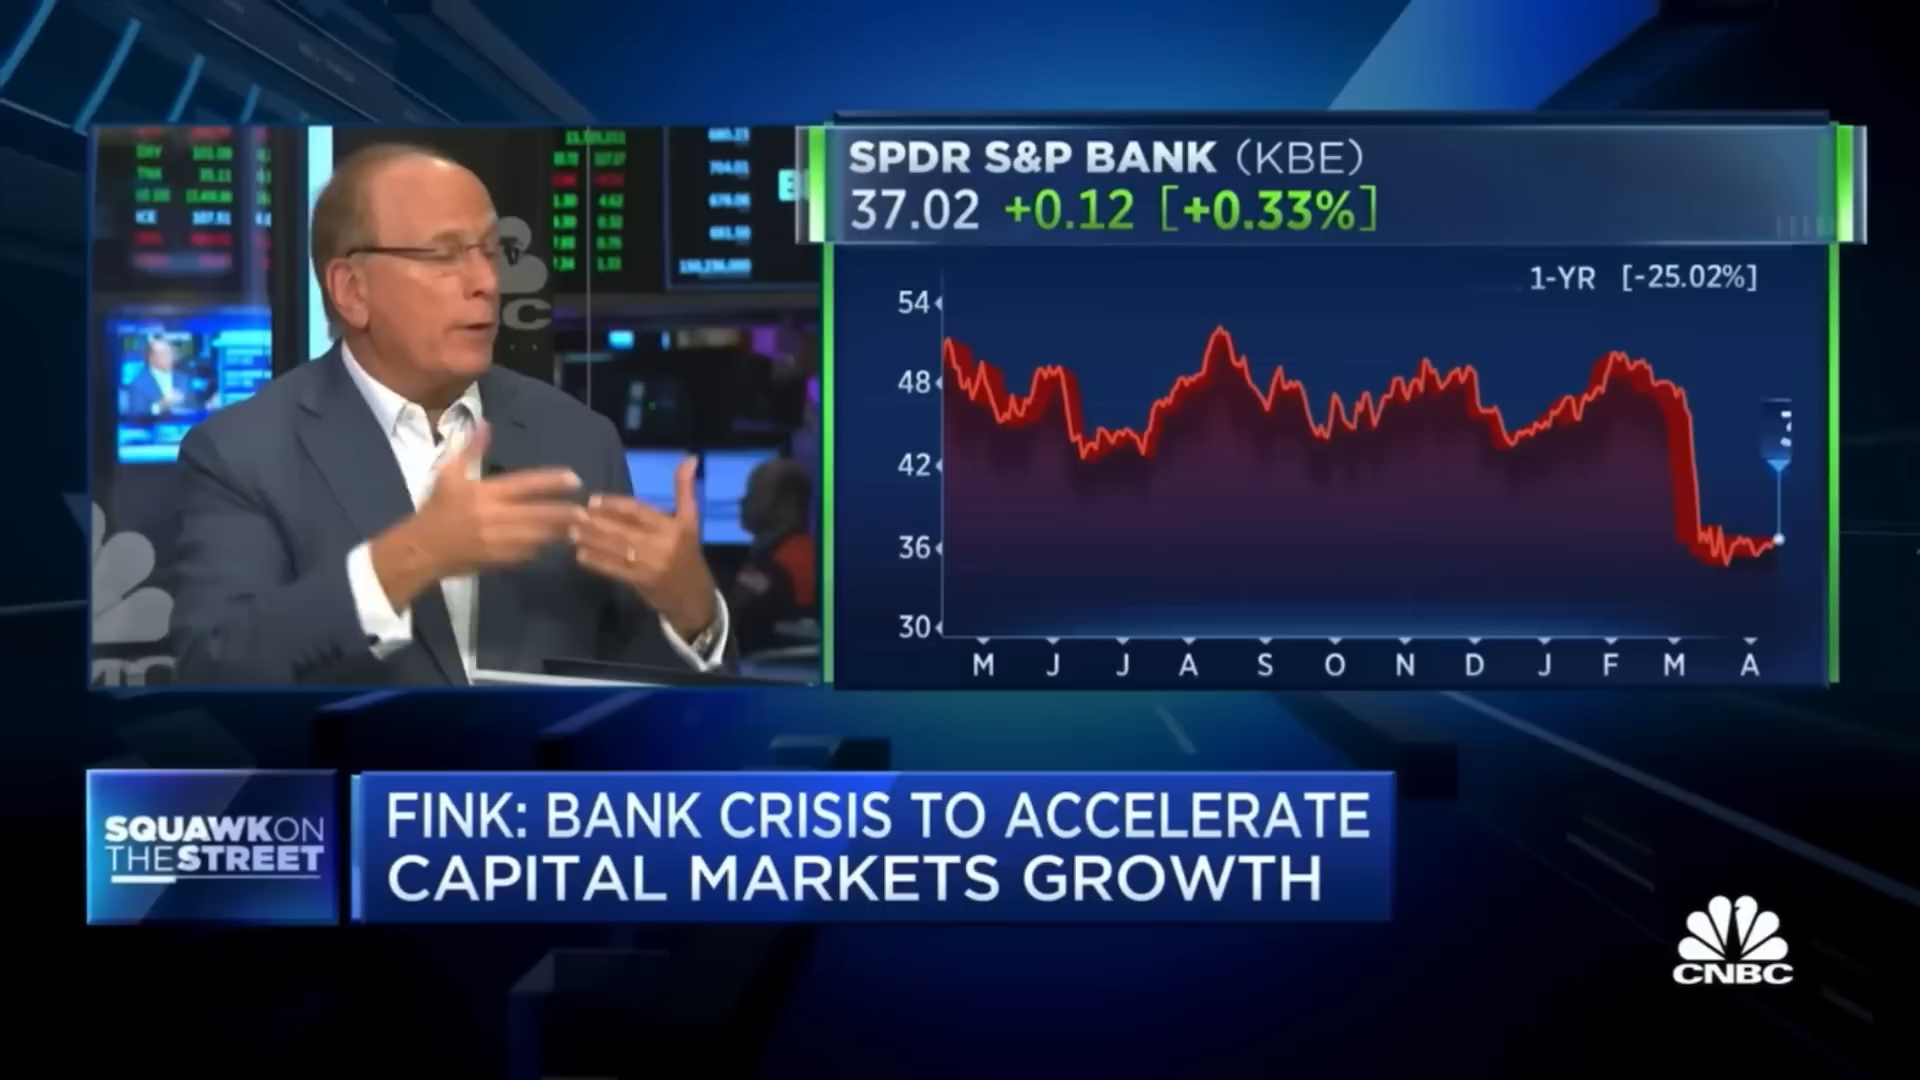 SPDR S&P BANK (KBE)
37.02 +0.12 [+0.33%]
1-YR [-25.02%]
54
48
42
36
30
M J J A S O N D J F M A
SQUAWK ON
THE STREET
FINK: BANK CRISIS TO ACCELERATE
CAPITAL MARKETS GROWTH
CNBC